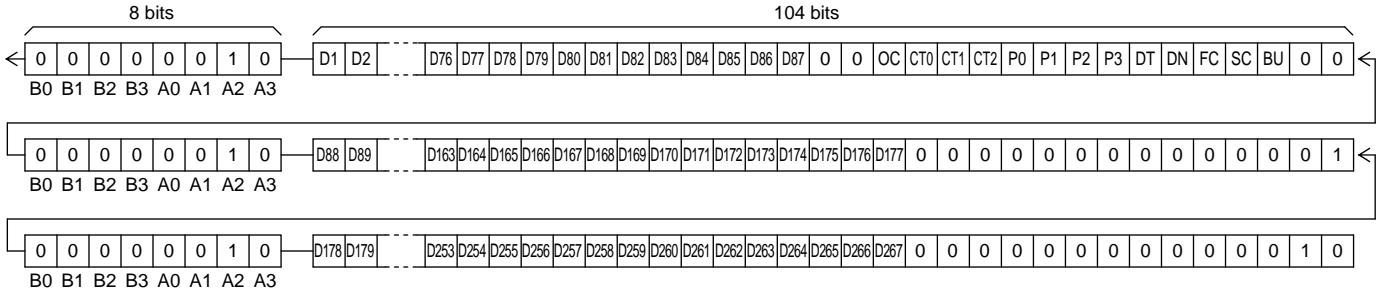 8 bits 104 bits
0 0 0 0 0 0 1 0 D1 D2 D76 D77 D78 D79 D80 D81 D82 D83 D84 D85 D86 D87 0 0 OC CT0 CT1 CT2 P0 P1 P2 P3 DT DN FC SC BU 0 0
B0 B1 B2 B3 A0 A1 A2 A3
0 0 0 0 0 0 1 0 D88 D89 D163 D164 D165 D166 D167 D168 D169 D170 D171 D172 D173 D174 D175 D176 D177 0 0 0 0 0 0 0 0 0 0 0 0 0 1
B0 B1 B2 B3 A0 A1 A2 A3
0 0 0 0 0 0 1 0 D178 D179 D253 D254 D255 D256 D257 D258 D259 D260 D261 D262 D263 D264 D265 D266 D267 0 0 0 0 0 0 0 0 0 0 0 0 1 0
B0 B1 B2 B3 A0 A1 A2 A3